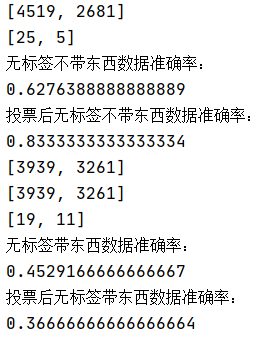 [4519, 2681]
[25, 5]
无标签不带东西数据准确率：
0.6276388888888889
投票后无标签不带东西数据准确率：
0.8333333333333334
[3939, 3261]
[3939, 3261]
[19, 11]
无标签带东西数据准确率：
0.4529166666666667
投票后无标签带东西数据准确率：
0.36666666666666664